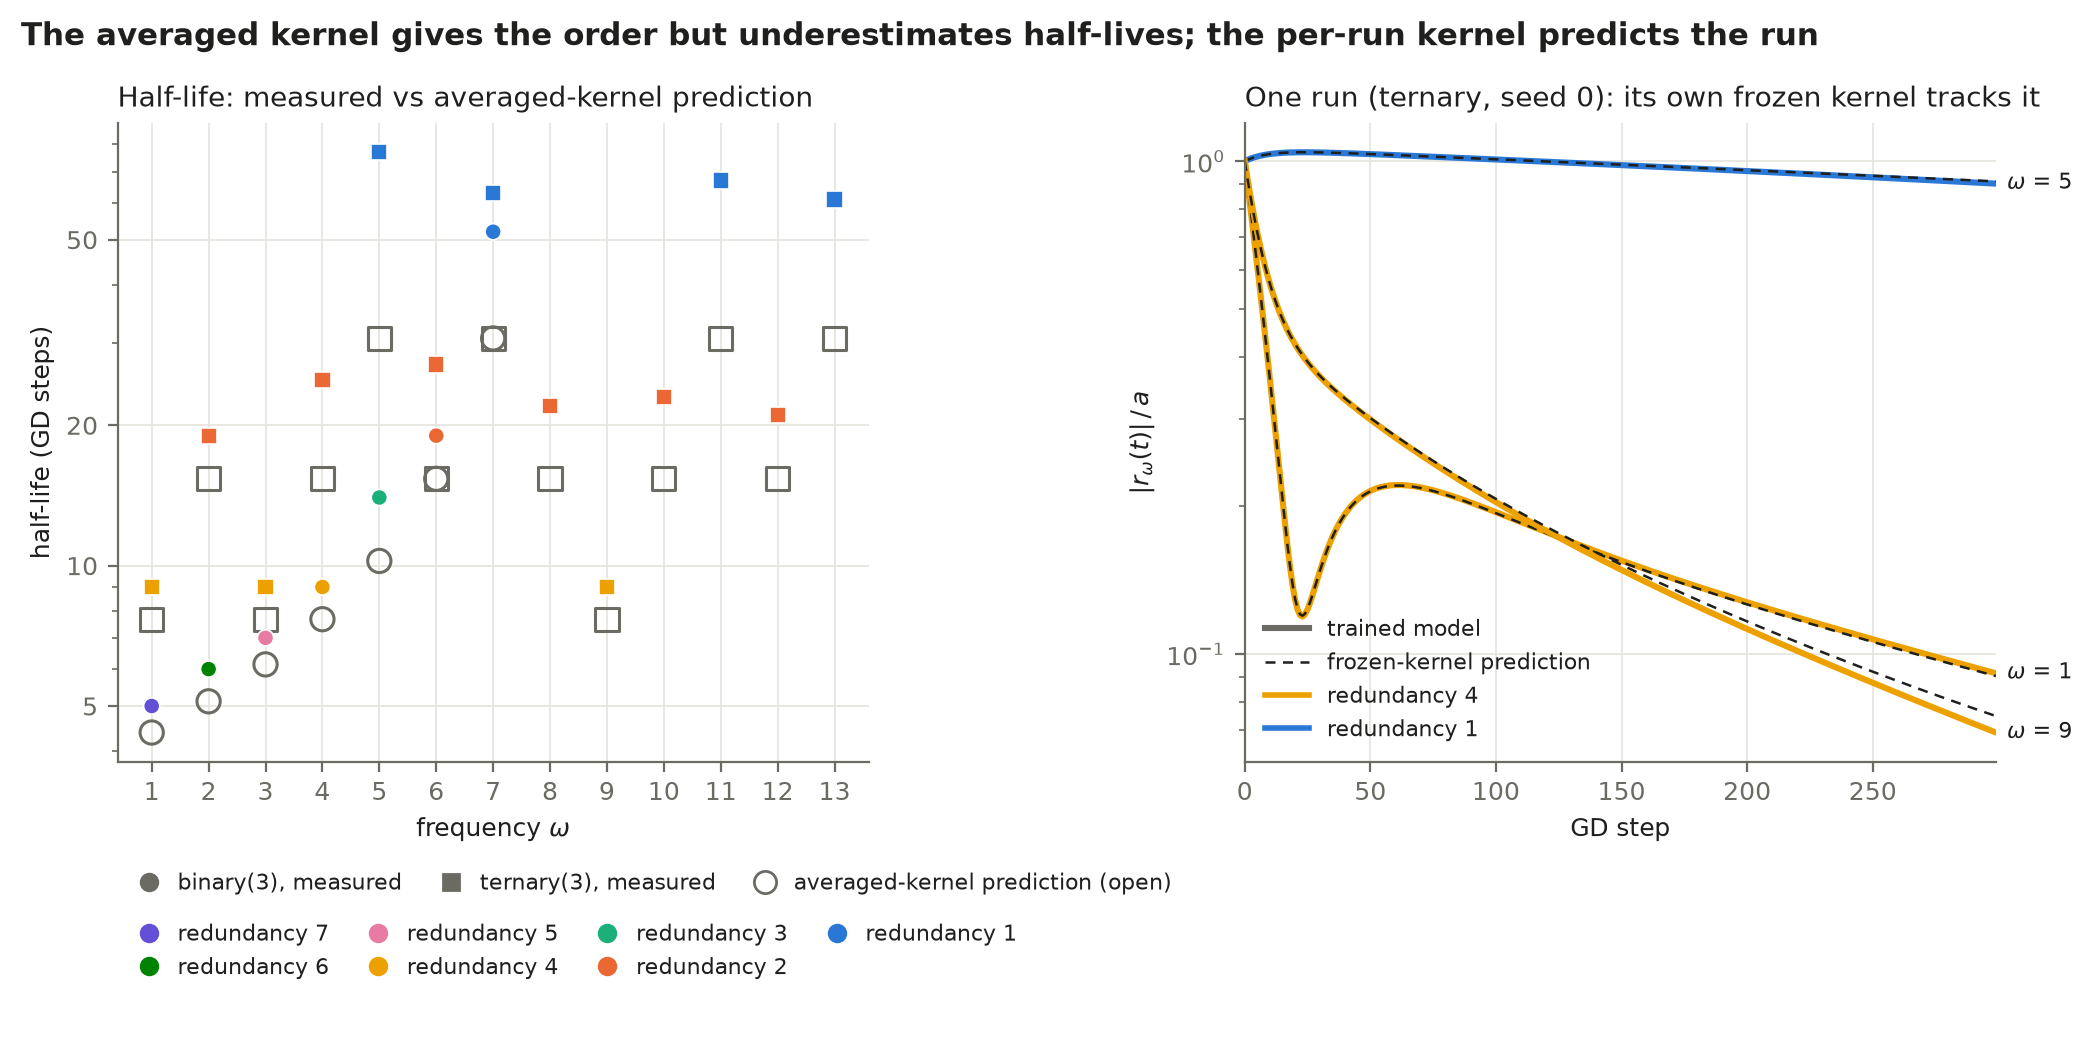 The averaged kernel gives the order but underestimates half-lives; the per-run kernel predicts the run
Half-life: measured vs averaged-kernel prediction
half-life (GD steps)
50
20
10
5
1 2 3 4 5 6 7 8 9 10 11 12 13
frequency ω
binary(3), measured
ternary(3), measured
averaged-kernel prediction (open)
redundancy 7
redundancy 5
redundancy 3
redundancy 1
redundancy 6
redundancy 4
redundancy 2
One run (ternary, seed 0): its own frozen kernel tracks it
|rω(t)| / a
10⁰
10⁻¹
ω = 5
ω = 1
ω = 9
trained model
frozen-kernel prediction
redundancy 4
redundancy 1
0 50 100 150 200 250
GD step